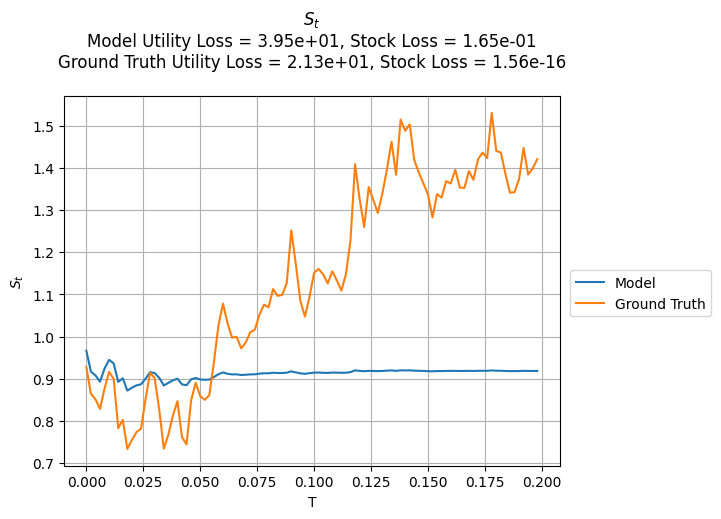 S_t
Model Utility Loss = 3.95e+01, Stock Loss = 1.65e-01
Ground Truth Utility Loss = 2.13e+01, Stock Loss = 1.56e-16
1.5
1.4
1.3
1.2
1.1
1.0
0.9
0.8
0.7
S_t
0.000 0.025 0.050 0.075 0.100 0.125 0.150 0.175 0.200
T
Model
Ground Truth